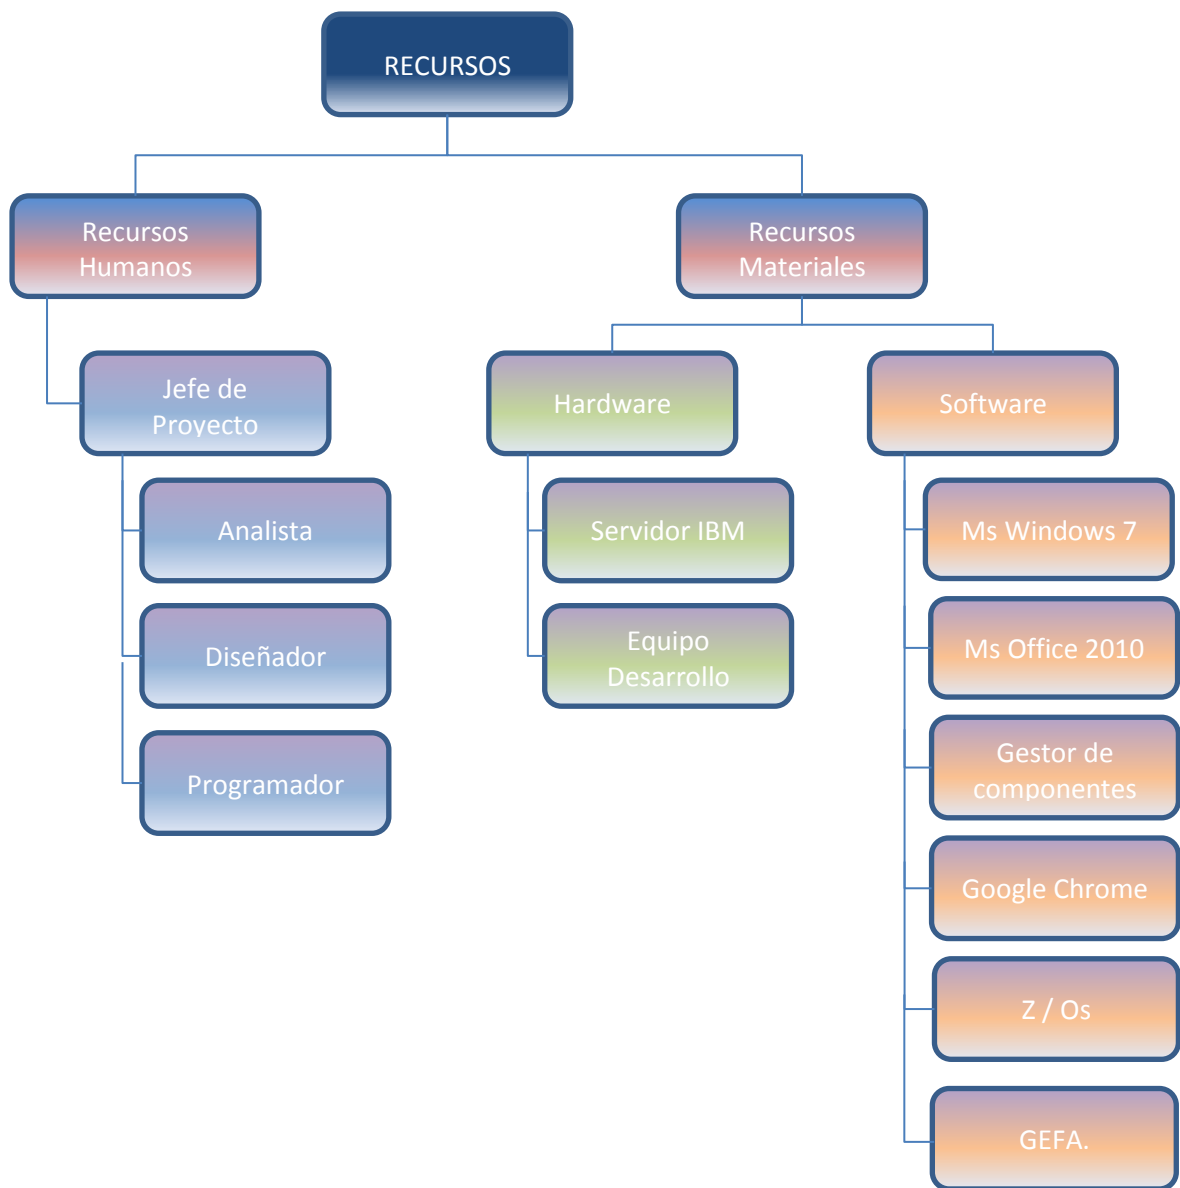 RECURSOS
Recursos
Humanos
Recursos
Materiales
Jefe de
Proyecto
Hardware
Software
Analista
Servidor IBM
Ms Windows 7
Diseñador
Equipo
Desarrollo
Ms Office 2010
Programador
Gestor de
componentes
Google Chrome
Z / Os
GEFA.